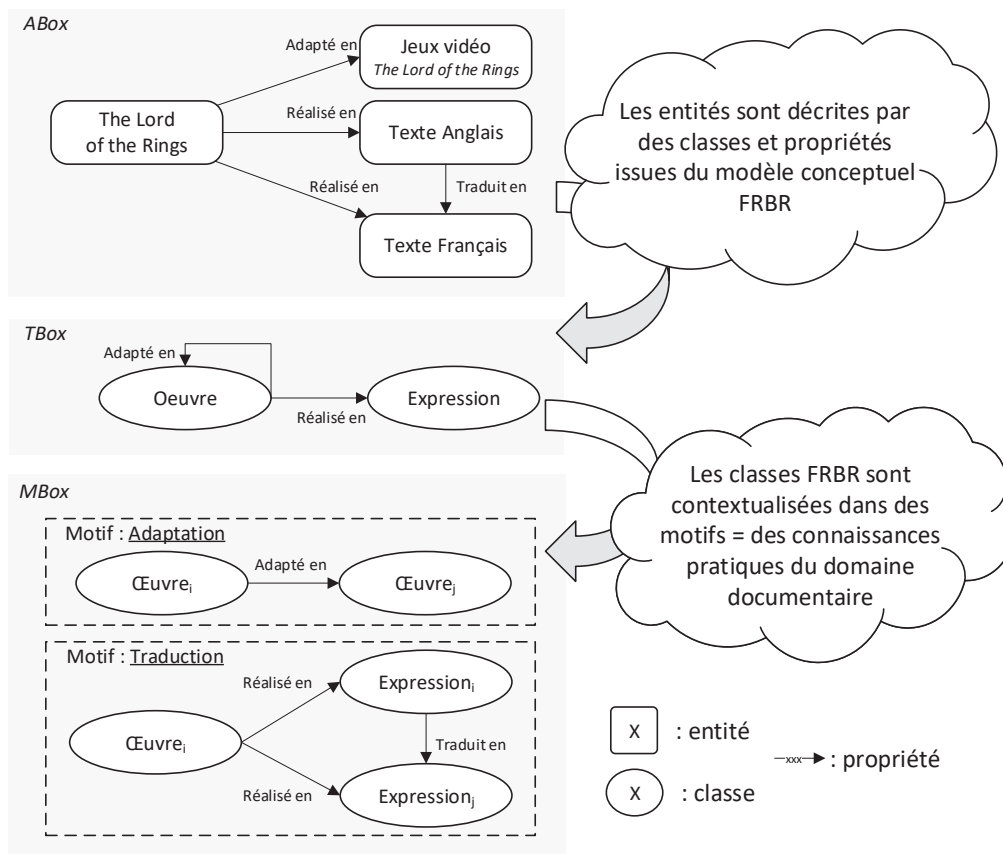 ABox
Adapté en
Jeux vidéo
The Lord of the Rings
The Lord
of the Rings
Réalisé en
Texte Anglais
Réalisé en
Traduit en
Texte Français
Les entités sont décrites par
des classes et propriétés
issues du modèle conceptuel
FRBR
TBox
Adapté en
Oeuvre
Réalisé en
Expression
Les classes FRBR sont
contextualisées dans des
motifs = des connaissances
pratiques du domaine
documentaire
MBox
Motif : Adaptation
Œuvrei
Adapté en
Œuvrej
Motif : Traduction
Réalisé en
Expressioni
Œuvrei
Traduit en
Réalisé en
Expressionj
X : entité
xxx : propriété
X : classe